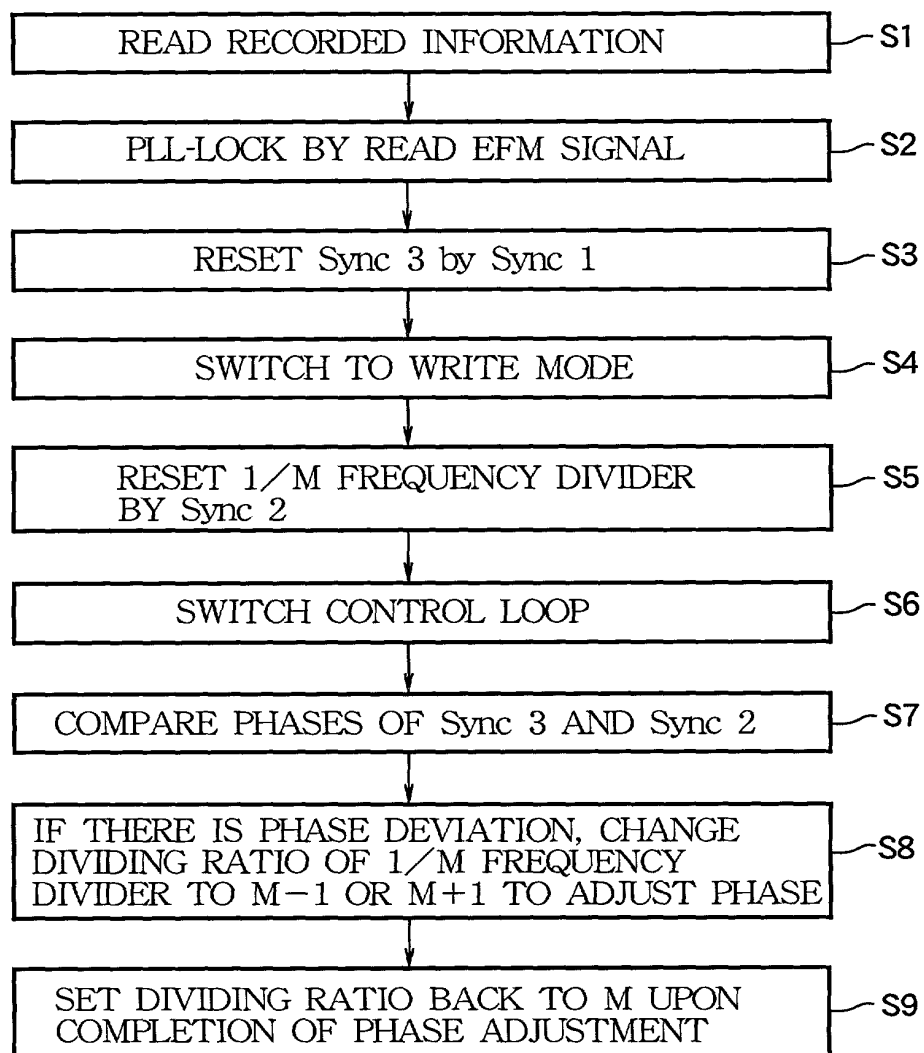 READ RECORDED INFORMATION
S1
PLL-LOCK BY READ EFM SIGNAL
S2
RESET Sync 3 by Sync 1
S3
SWITCH TO WRITE MODE
S4
RESET 1/M FREQUENCY DIVIDER
BY Sync 2
S5
SWITCH CONTROL LOOP
S6
COMPARE PHASES OF Sync 3 AND Sync 2
S7
IF THERE IS PHASE DEVIATION, CHANGE
DIVIDING RATIO OF 1/M FREQUENCY
DIVIDER TO M−1 OR M+1 TO ADJUST PHASE
S8
SET DIVIDING RATIO BACK TO M UPON
COMPLETION OF PHASE ADJUSTMENT
S9